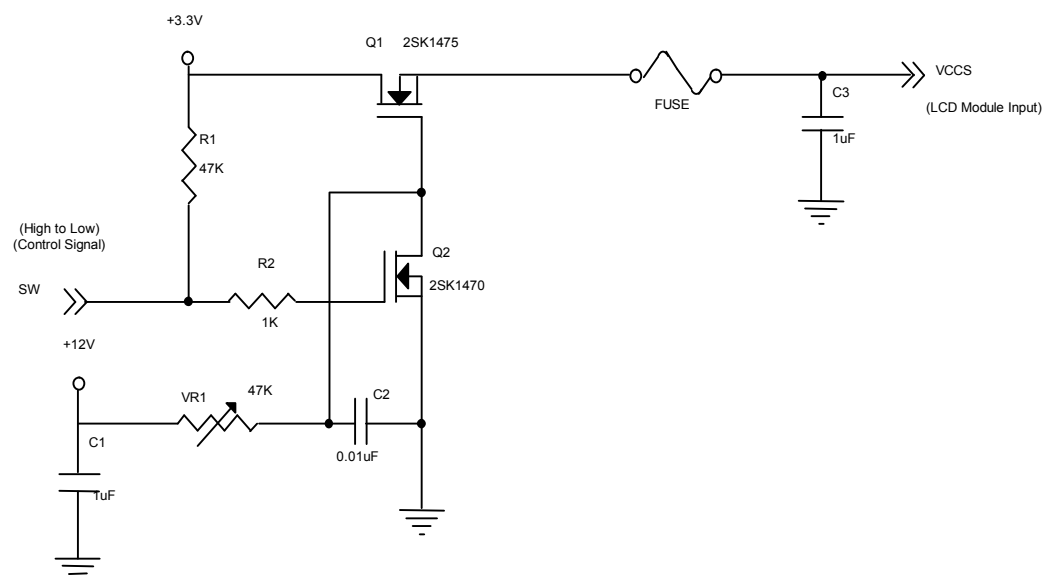 +3.3V
Q1 2SK1475
VCCS
FUSE
C3
(LCD Module Input)
R1
1uF
47K
(High to Low)
(Control Signal)
Q2
R2
SW
2SK1470
1K
+12V
VR1 47K
C2
C1
0.01uF
1uF